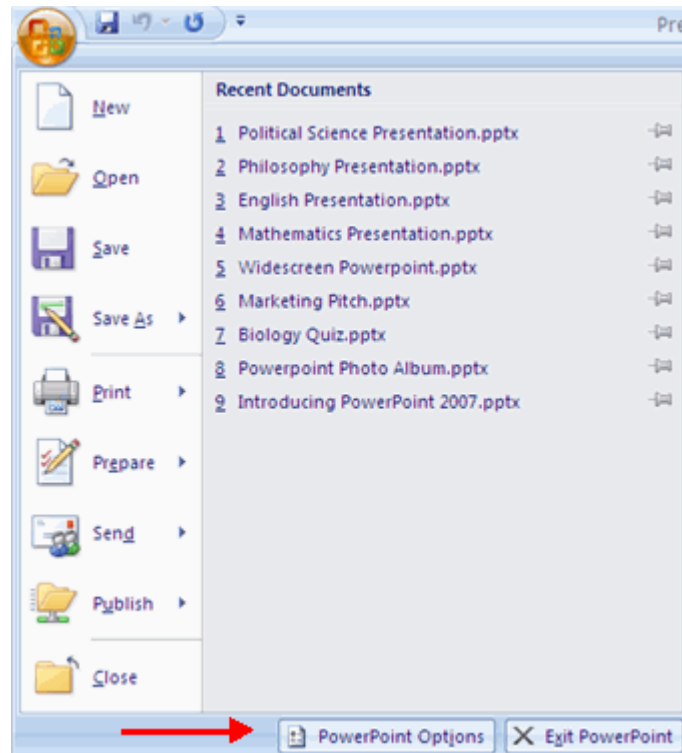 Pre
New
Open
Save
Save As
Print
Prepare
Send
Publish
Close
Recent Documents
1 Political Science Presentation.pptx
2 Philosophy Presentation.pptx
3 English Presentation.pptx
4 Mathematics Presentation.pptx
5 Widescreen Powerpoint.pptx
6 Marketing Pitch.pptx
7 Biology Quiz.pptx
8 Powerpoint Photo Album.pptx
9 Introducing PowerPoint 2007.pptx
PowerPoint Options
Exit PowerPoint